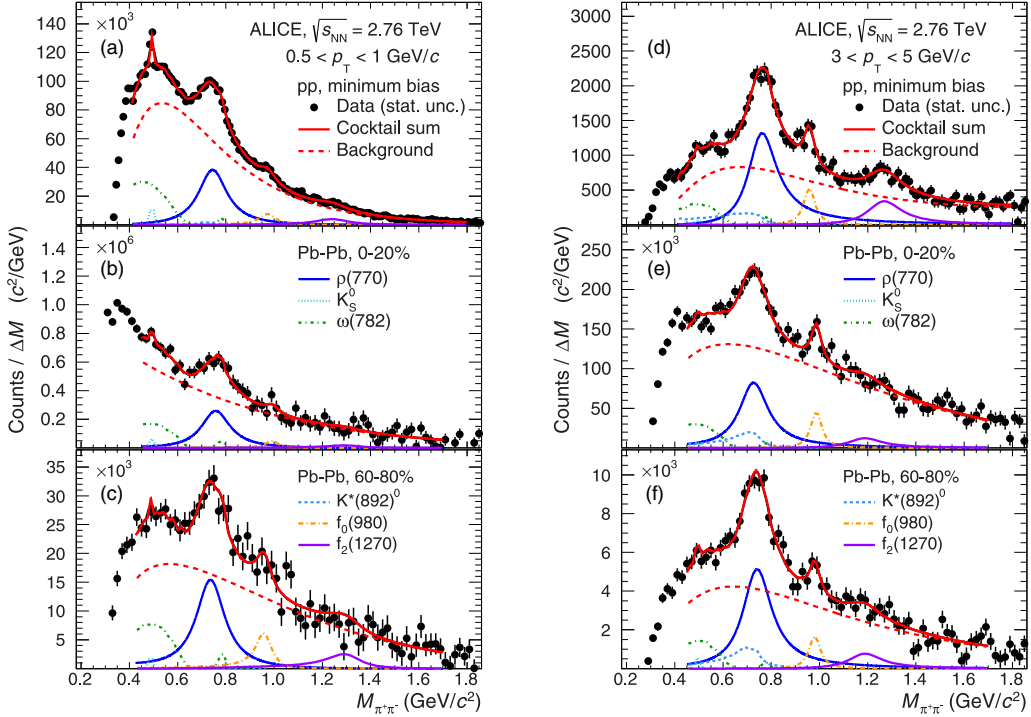 ×10³
(a)
ALICE, √sNN = 2.76 TeV
0.5 < pT < 1 GeV/c
pp, minimum bias
Data (stat. unc.)
Cocktail sum
Background
140
120
100
80
60
40
20
×10⁶
(b)
Pb-Pb, 0-20%
ρ(770)
K⁰S
ω(782)
1.4
1.2
1.0
0.8
0.6
0.4
0.2
×10³
(c)
Pb-Pb, 60-80%
K*(892)⁰
f₀(980)
f₂(1270)
35
30
25
20
15
10
5
Counts / ΔM (c²/GeV)
0.2 0.4 0.6 0.8 1.0 1.2 1.4 1.6 1.8
Mπ⁺π⁻ (GeV/c²)
(d)
ALICE, √sNN = 2.76 TeV
3 < pT < 5 GeV/c
pp, minimum bias
Data (stat. unc.)
Cocktail sum
Background
3000
2500
2000
1500
1000
500
×10³
(e)
Pb-Pb, 0-20%
ρ(770)
K⁰S
ω(782)
250
200
150
100
50
×10³
(f)
Pb-Pb, 60-80%
K*(892)⁰
f₀(980)
f₂(1270)
10
8
6
4
2
Counts / ΔM (c²/GeV)
0.2 0.4 0.6 0.8 1.0 1.2 1.4 1.6 1.8
Mπ⁺π⁻ (GeV/c²)